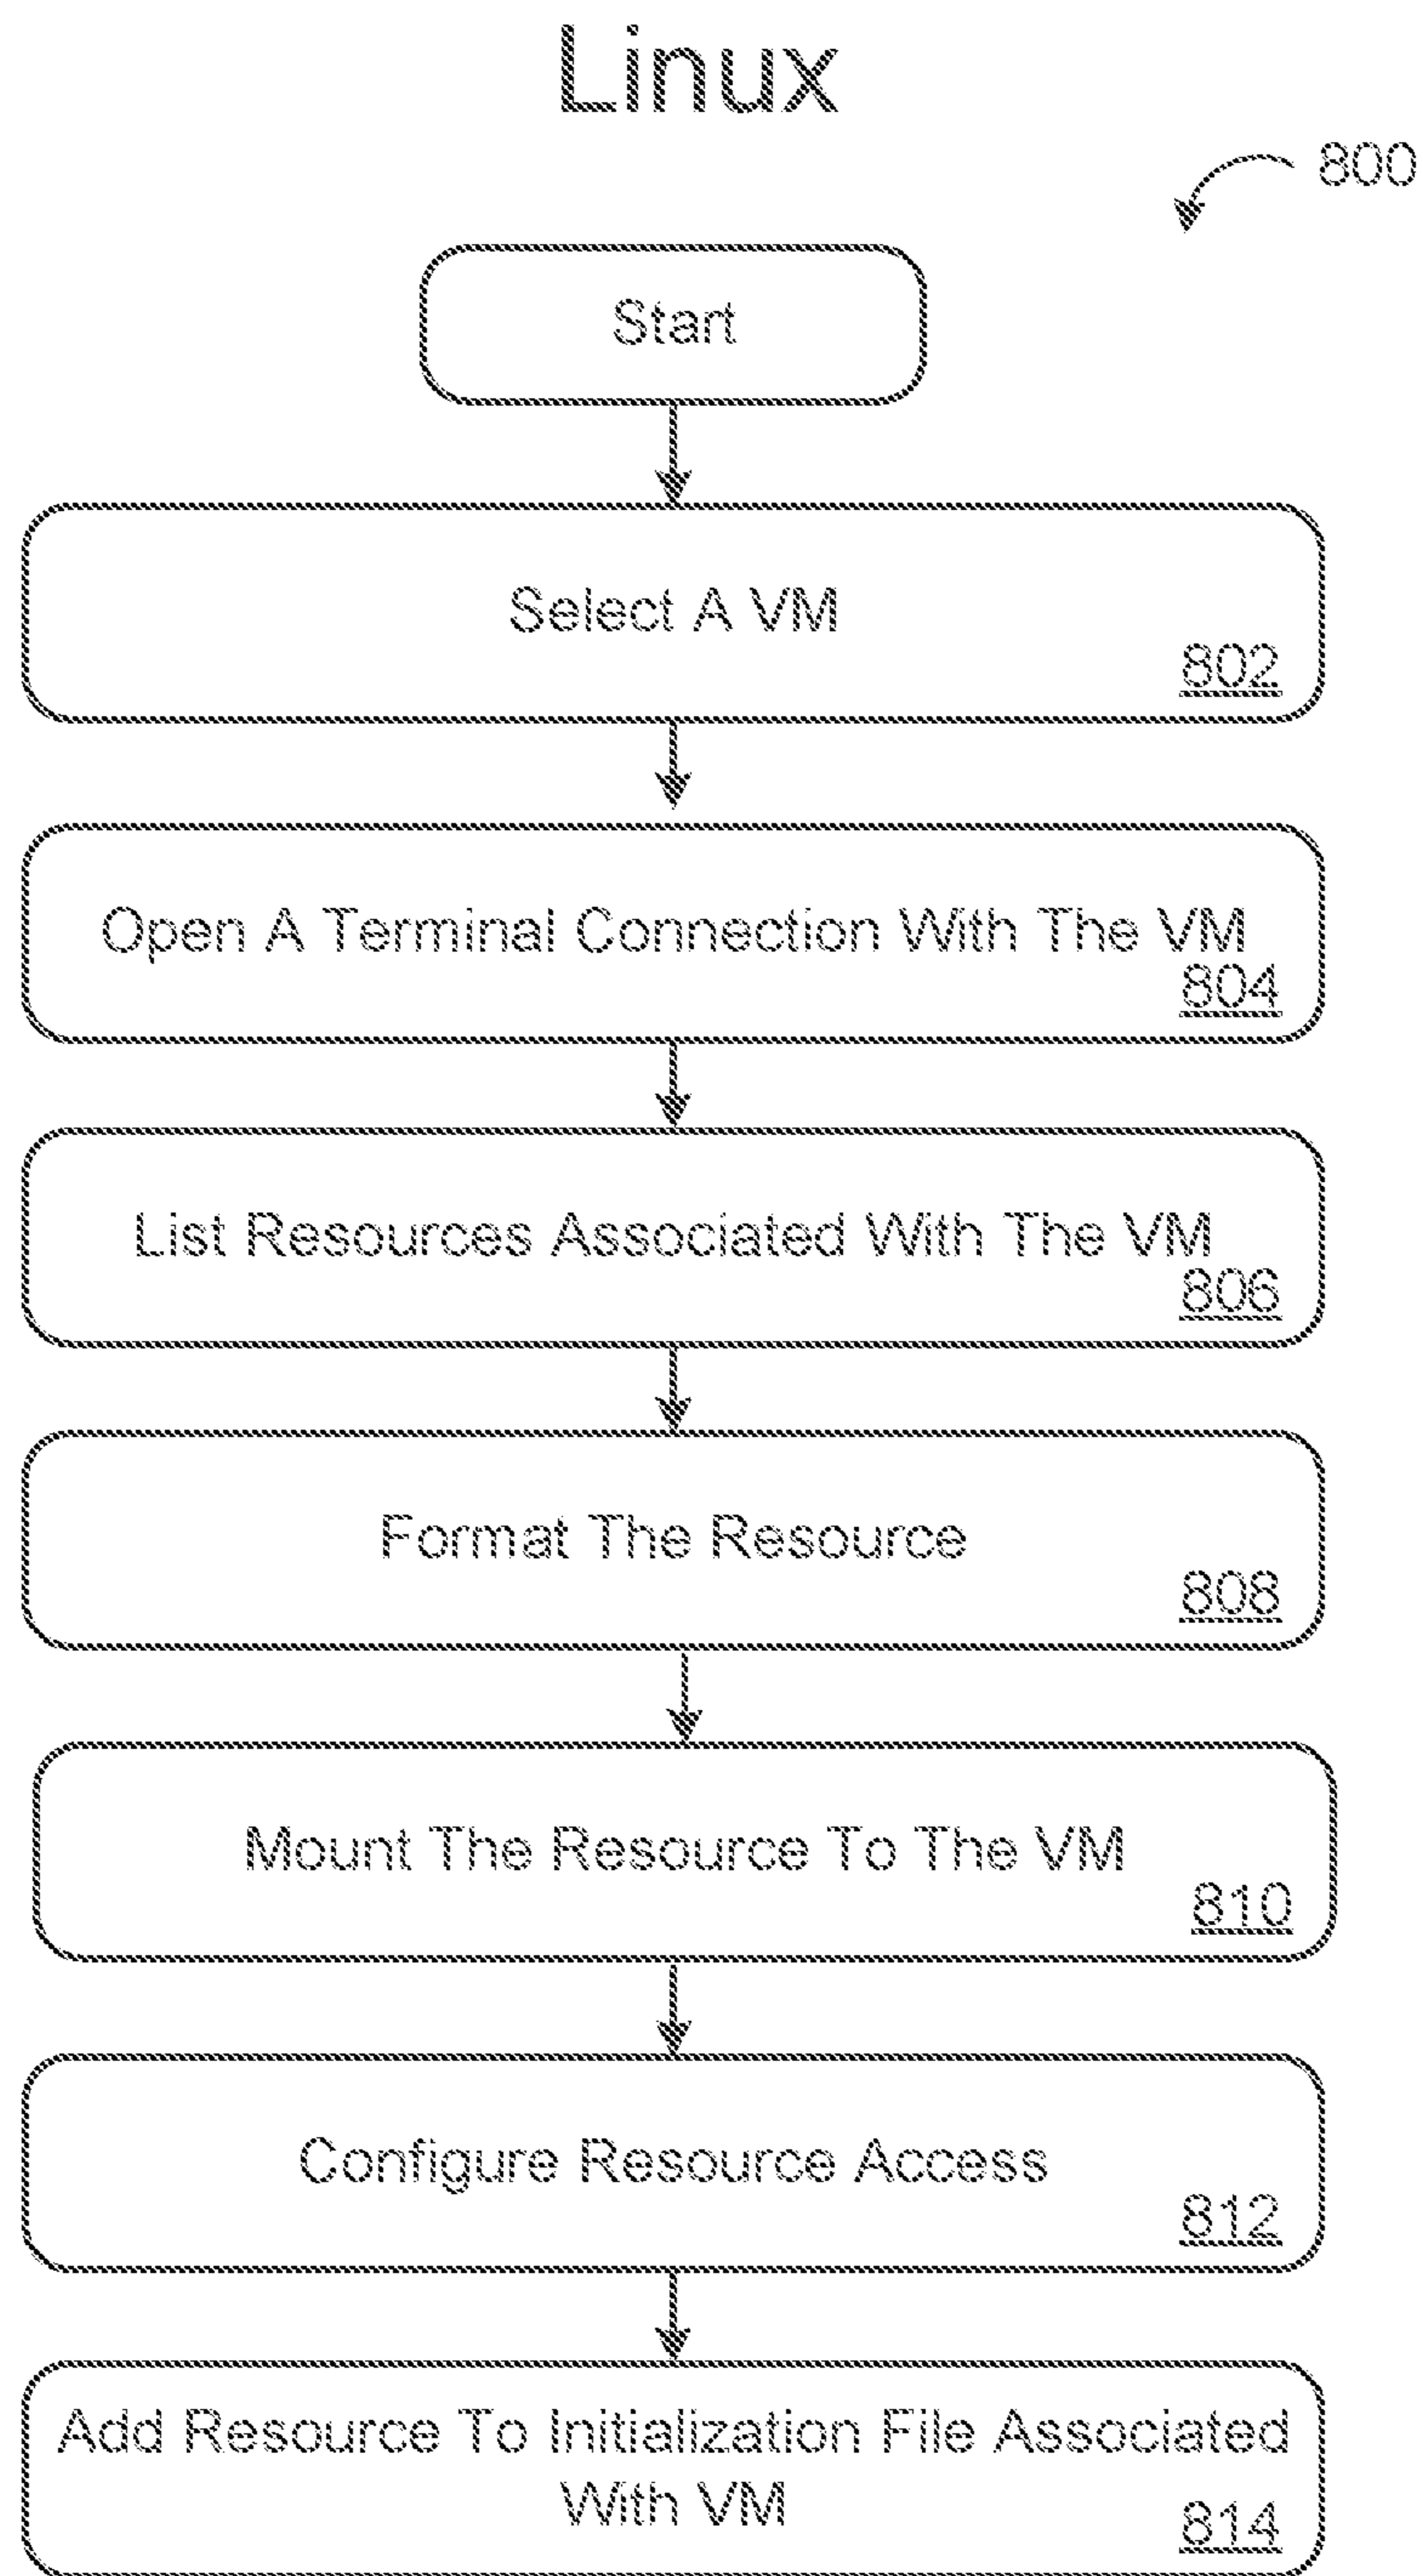 Linux
800
Start
Select A VM
802
Open A Terminal Connection With The VM
804
List Resources Associated With The VM
806
Format The Resource
808
Mount The Resource To The VM
810
Configure Resource Access
812
Add Resource To Initialization File Associated
With VM
814